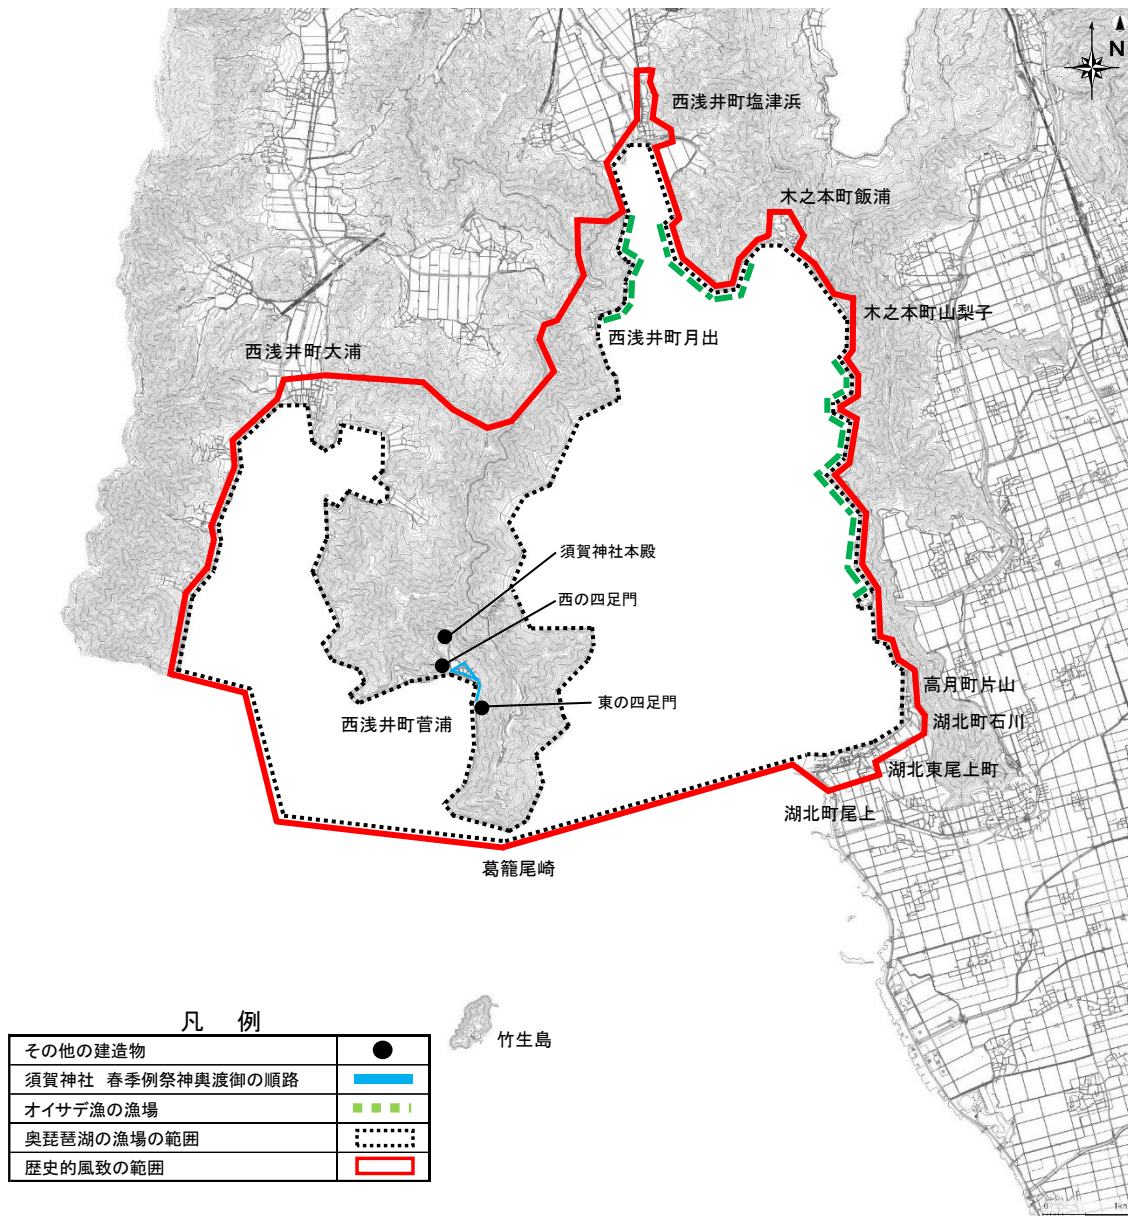 N
西浅井町塩津浜
木之本町飯浦
木之本町山梨子
西浅井町月出
西浅井町大浦
須賀神社本殿
西の四足門
東の四足門
西浅井町菅浦
高月町片山
湖北町石川
湖北東尾上町
湖北町尾上
葛籠尾崎
竹生島
凡 例
その他の建造物
須賀神社 春季例祭神輿渡御の順路
オイサデ漁の漁場
奥琵琶湖の漁場の範囲
歴史的風致の範囲
0 1km